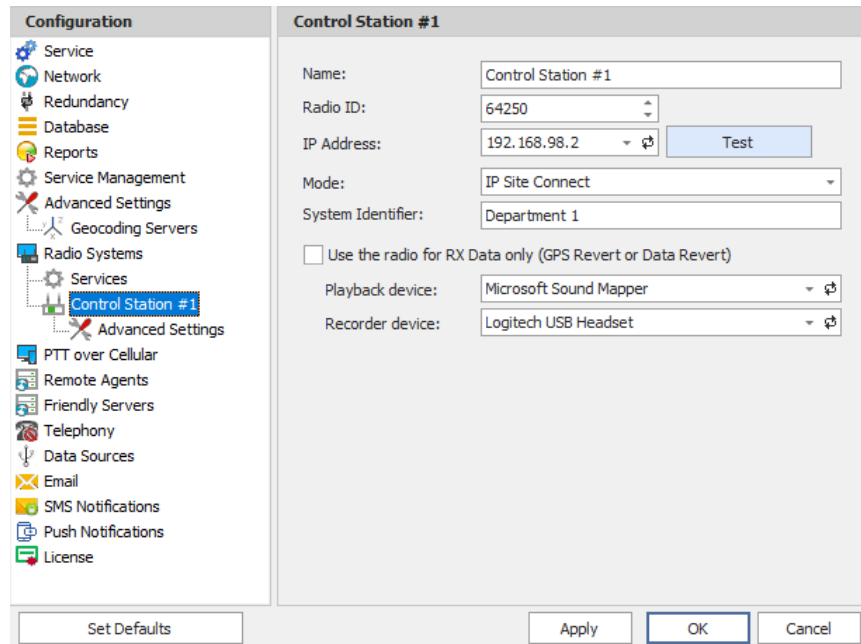 Configuration
Service
Network
Redundancy
Database
Reports
Service Management
Advanced Settings
Geocoding Servers
Radio Systems
Services
Control Station #1
Advanced Settings
PTT over Cellular
Remote Agents
Friendly Servers
Telephony
Data Sources
Email
SMS Notifications
Push Notifications
License
Control Station #1
Name: Control Station #1
Radio ID: 64250
IP Address: 192.168.98.2 Test
Mode: IP Site Connect
System Identifier: Department 1
Use the radio for RX Data only (GPS Revert or Data Revert)
Playback device: Microsoft Sound Mapper
Recorder device: Logitech USB Headset
Set Defaults Apply OK Cancel